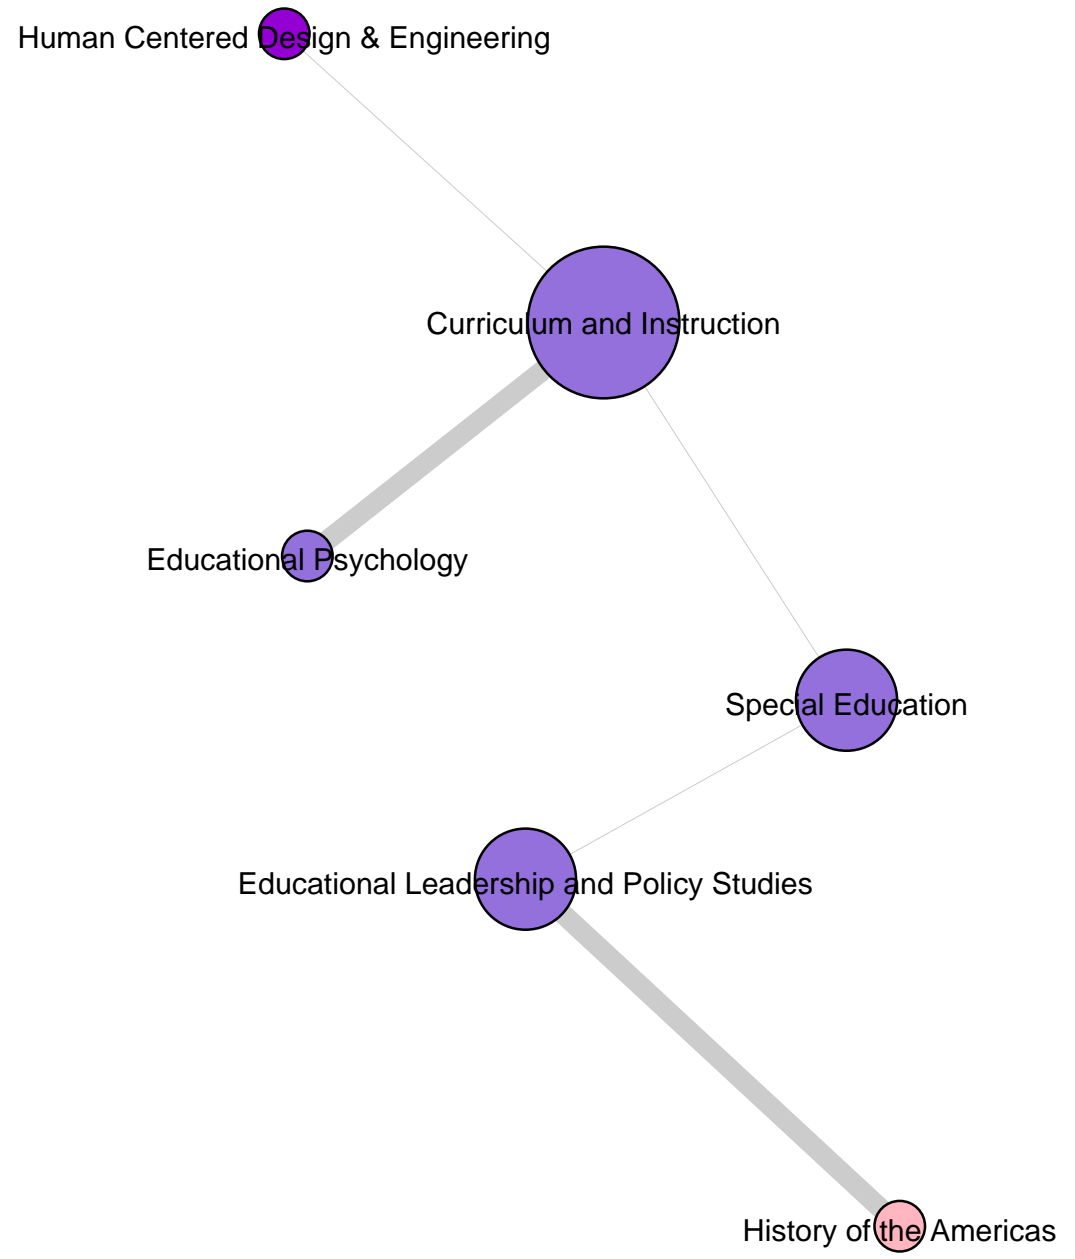 Human Centered Design & Engineering
Curriculum and Instruction
Educational Psychology
Special Education
Educational Leadership and Policy Studies
History of the Americas